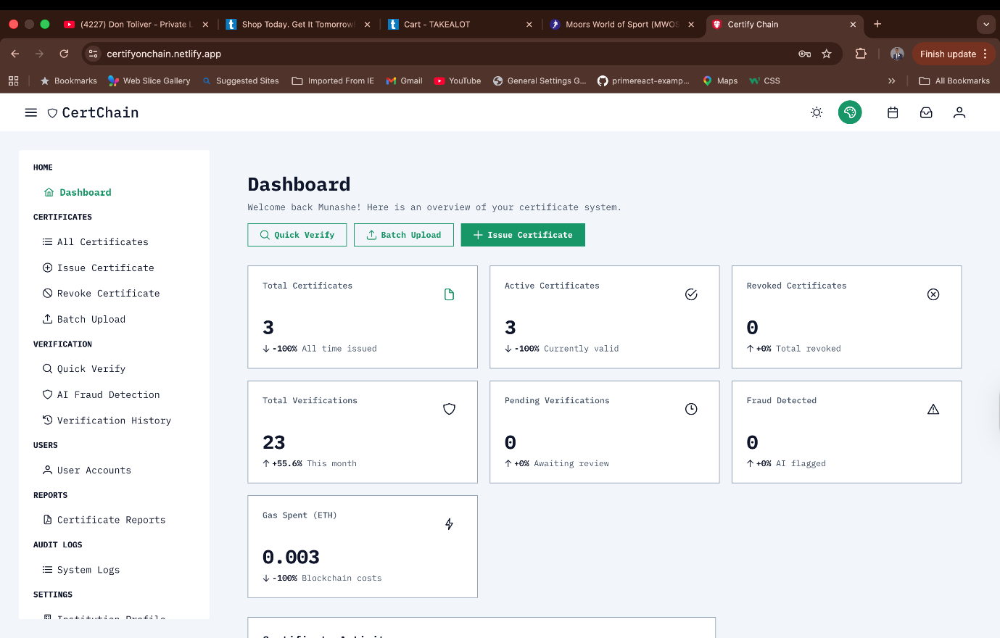 (4227) Don Toliver - Private L
Shop Today. Get It Tomorrow!
Cart - TAKEALOT
Moors World of Sport (MWOS
Certify Chain
certifyonchain.netlify.app
Finish update
Bookmarks
Web Slice Gallery
Suggested Sites
Imported From IE
Gmail
YouTube
General Settings G...
primereact-examp...
Maps
CSS
»
All Bookmarks
CertChain
HOME
Dashboard
CERTIFICATES
All Certificates
Issue Certificate
Revoke Certificate
Batch Upload
VERIFICATION
Quick Verify
AI Fraud Detection
Verification History
USERS
User Accounts
REPORTS
Certificate Reports
AUDIT LOGS
System Logs
SETTINGS
Institution Profile
Dashboard
Welcome back Munashe! Here is an overview of your certificate system.
Quick Verify
Batch Upload
Issue Certificate
Total Certificates
3
-100% All time issued
Active Certificates
3
-100% Currently valid
Revoked Certificates
0
+0% Total revoked
Total Verifications
23
+55.6% This month
Pending Verifications
0
+0% Awaiting review
Fraud Detected
0
+0% AI flagged
Gas Spent (ETH)
0.003
-100% Blockchain costs